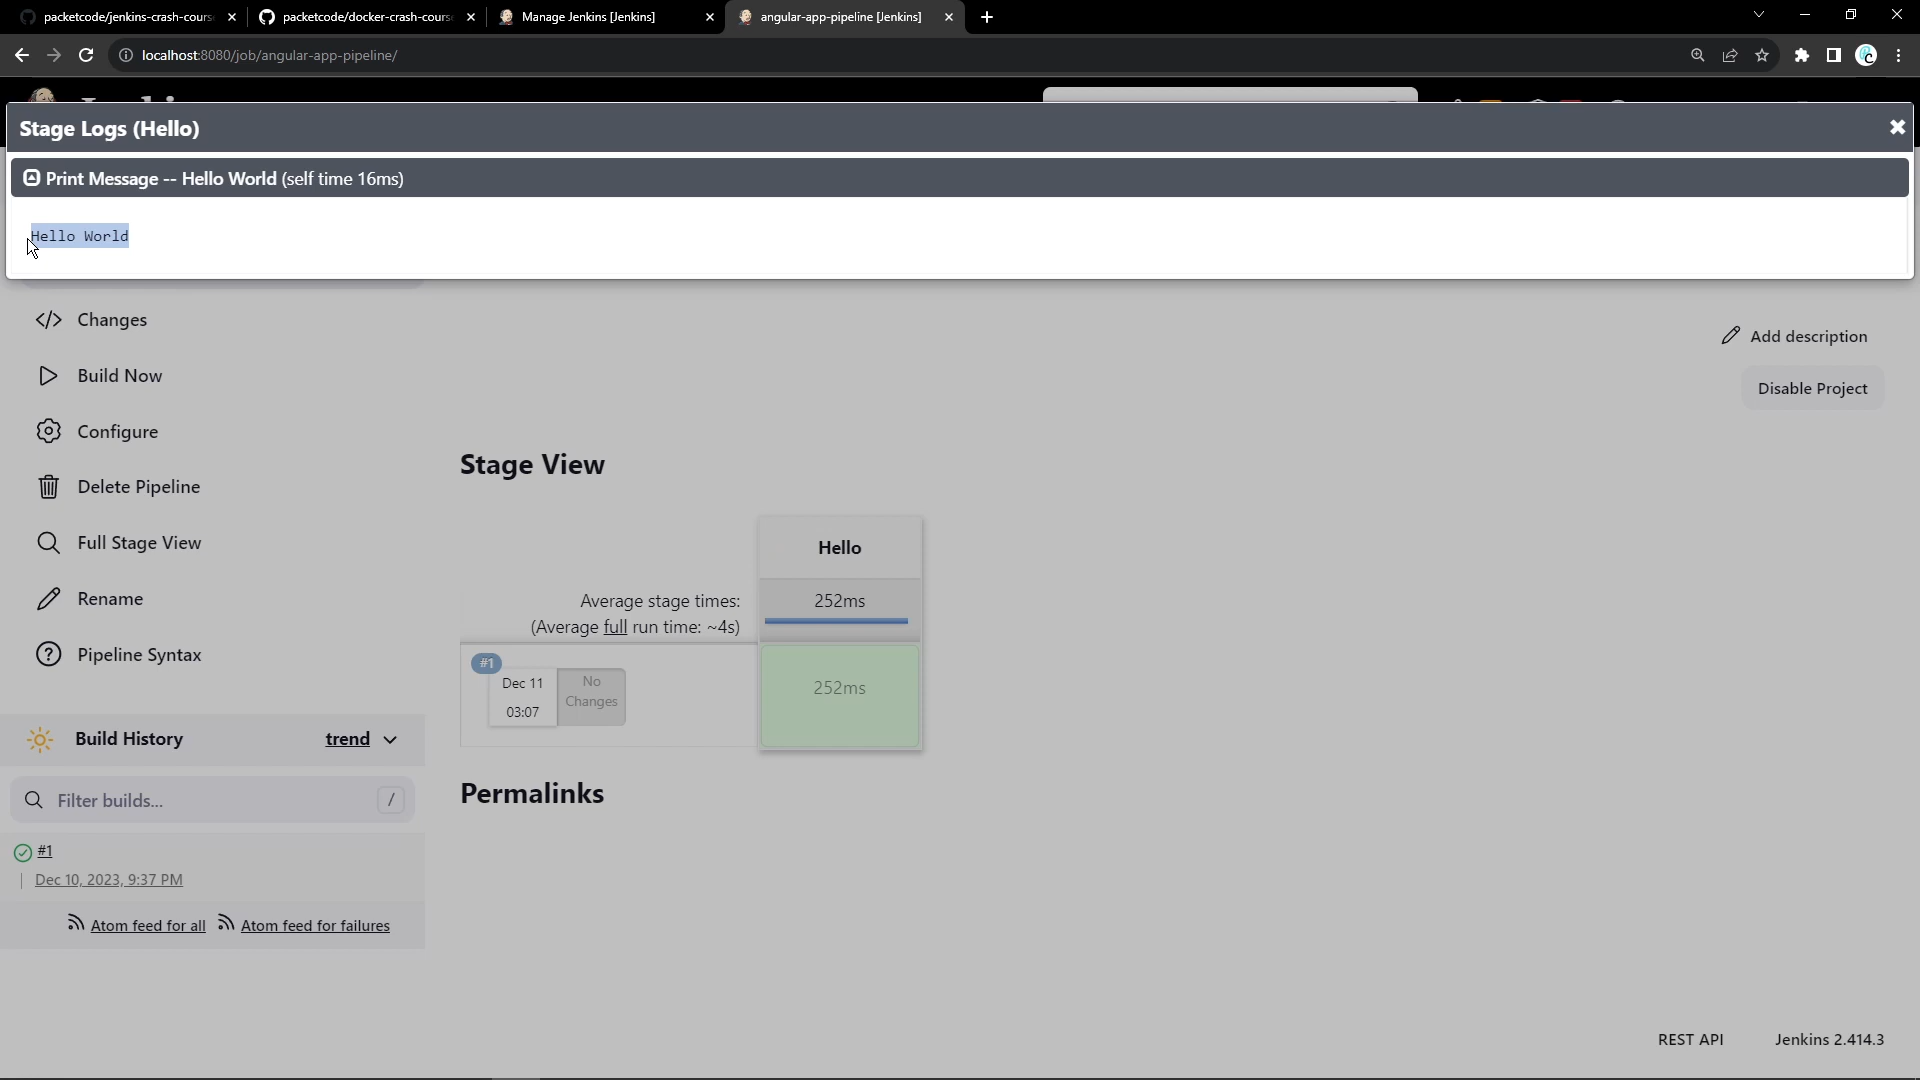 packetcode/jenkins-crash-cours
packetcode/docker-crash-cours
Manage Jenkins [Jenkins]
angular-app-pipeline [Jenkins]
localhost:8080/job/angular-app-pipeline/
Stage Logs (Hello)
Print Message -- Hello World (self time 16ms)
Hello World
Changes
Build Now
Configure
Delete Pipeline
Full Stage View
Rename
Pipeline Syntax
Build History
trend
Filter builds...
/
#1
Dec 10, 2023, 9:37 PM
Atom feed for all
Atom feed for failures
Add description
Disable Project
Stage View
Hello
Average stage times:
(Average full run time: ~4s)
252ms
#1
Dec 11
03:07
No
Changes
252ms
Permalinks
REST API
Jenkins 2.414.3